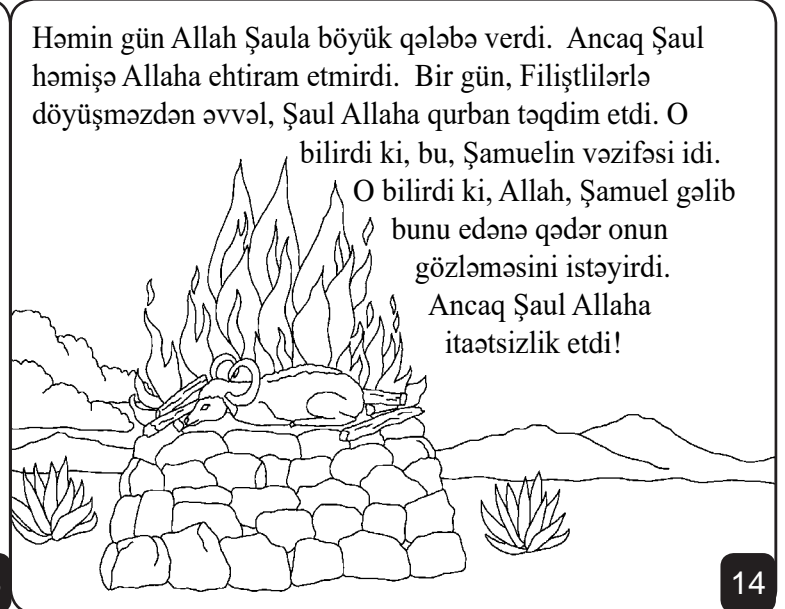 Həmin gün Allah Şaula böyük qələbə verdi. Ancaq Şaul
həmişə Allaha ehtiram etmirdi. Bir gün, Filiştlilərlə
döyüşməzdən əvvəl, Şaul Allaha qurban təqdim etdi. O
bilirdi ki, bu, Şamuelin vəzifəsi idi.
O bilirdi ki, Allah, Şamuel gəlib
bunu edənə qədər onun
gözləməsini istəyirdi.
Ancaq Şaul Allaha
itaətsizlik etdi!
14